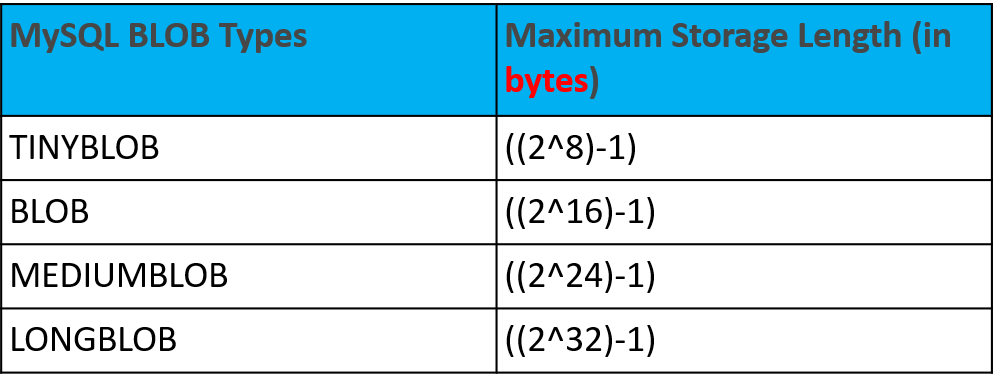 MySQL BLOB Types
Maximum Storage Length (in
bytes)
TINYBLOB
((2^8)-1)
BLOB
((2^16)-1)
MEDIUMBLOB
((2^24)-1)
LONGBLOB
((2^32)-1)